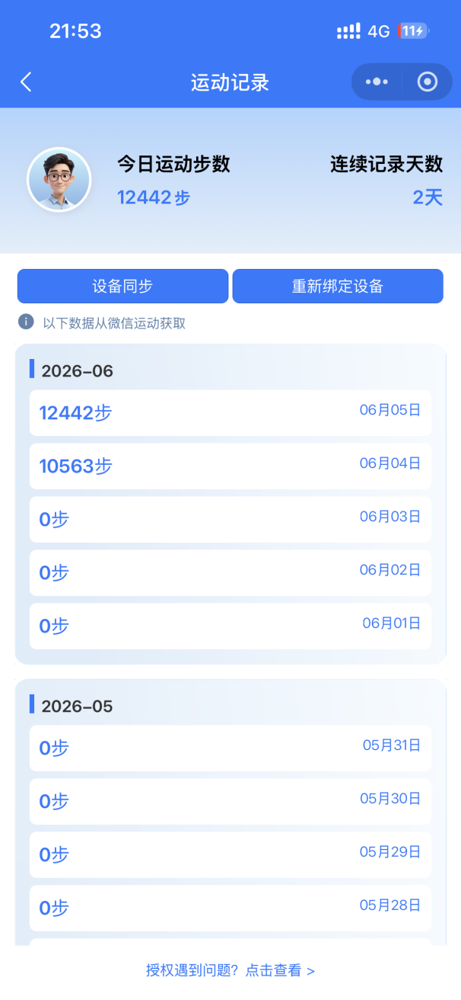 21:53 4G 11
运动记录
今日运动步数 连续记录天数
12442步 2天
设备同步 重新绑定设备
以下数据从微信运动获取
2026-06
12442步 06月05日
10563步 06月04日
0步 06月03日
0步 06月02日
0步 06月01日
2026-05
0步 05月31日
0步 05月30日
0步 05月29日
0步 05月28日
授权遇到问题？点击查看 >